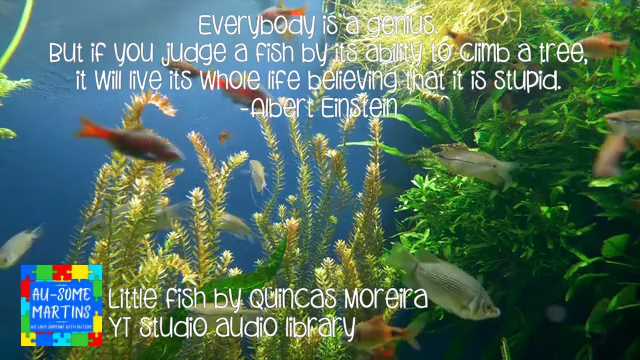 Everybody is a genius.
But if you judge a fish by its ability to climb a tree,
it will live its whole life believing that it is stupid.
-Albert Einstein
AU-SOME
MARTINS
Little fish by Quincas Moreira
YT Studio audio library